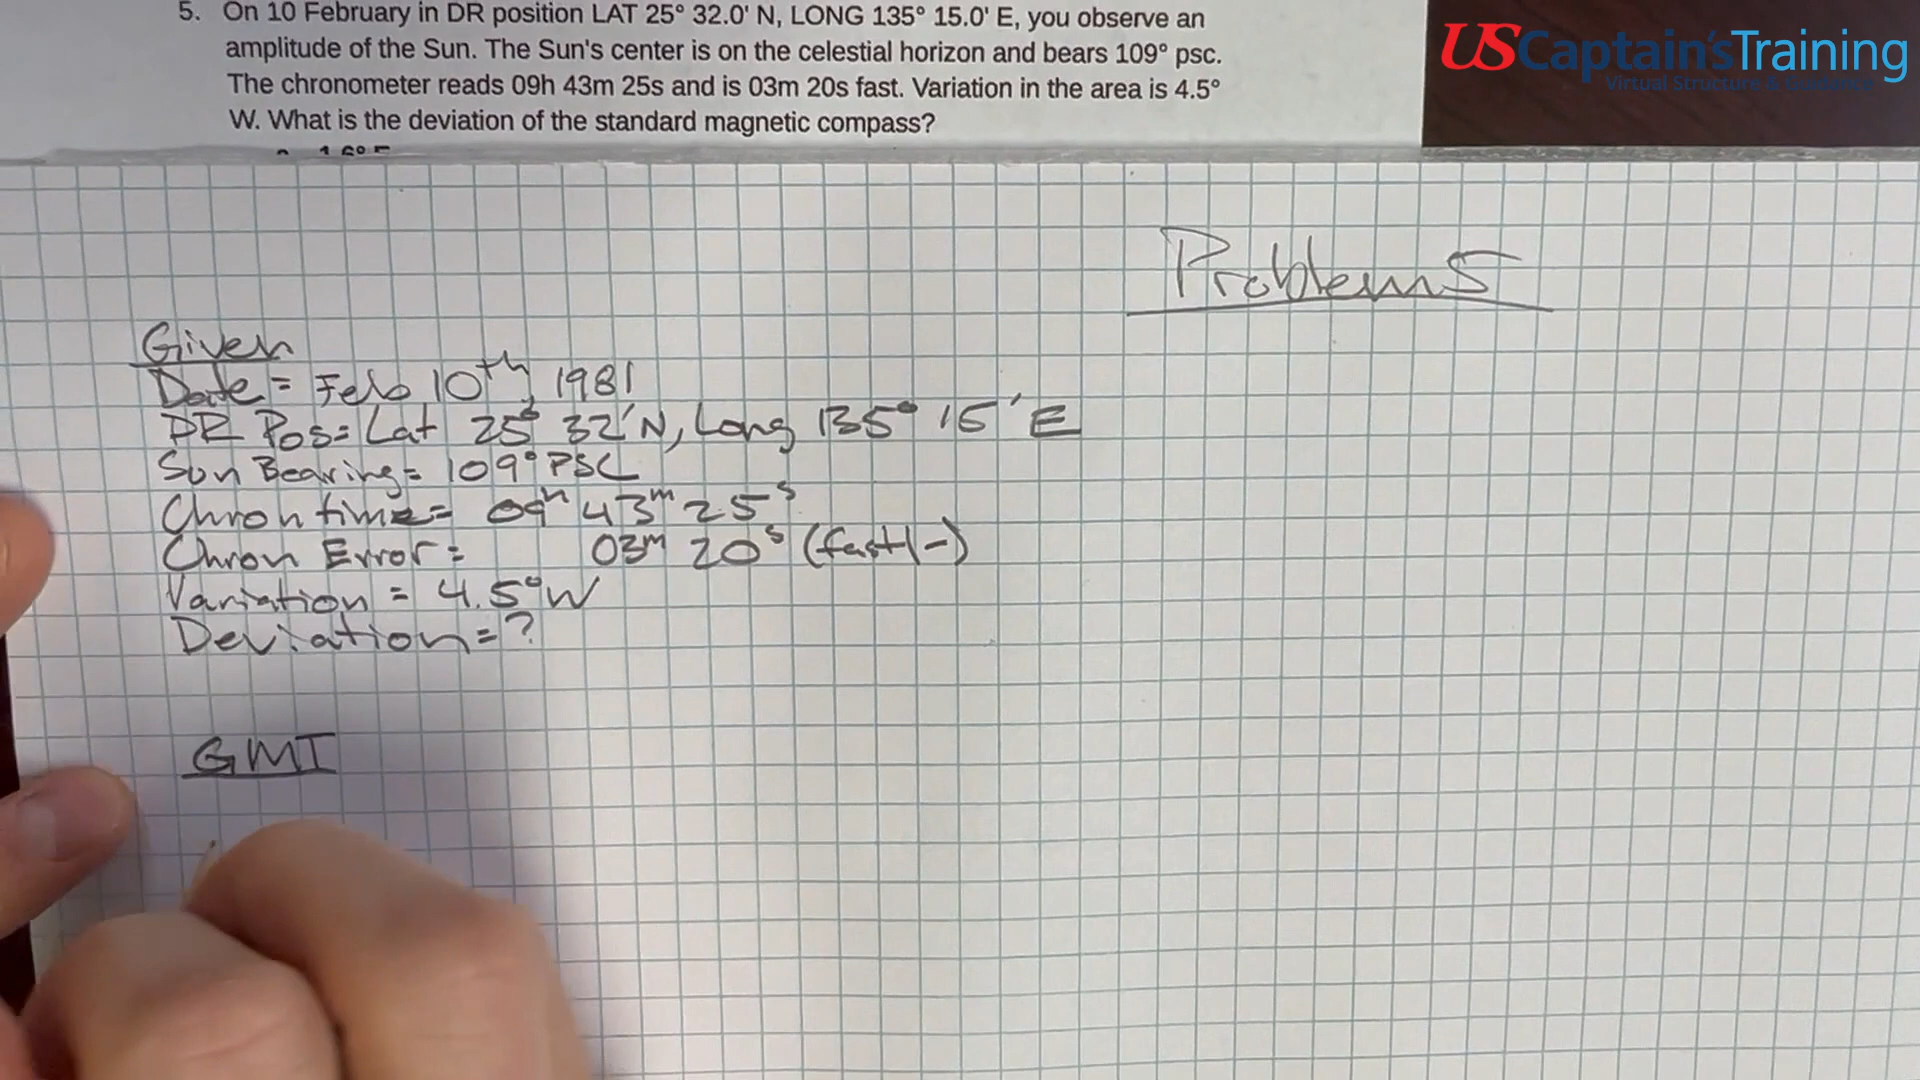 5. On 10 February in DR position LAT 25° 32.0' N, LONG 135° 15.0' E, you observe an
amplitude of the Sun. The Sun's center is on the celestial horizon and bears 109° psc.
The chronometer reads 09h 43m 25s and is 03m 20s fast. Variation in the area is 4.5°
W. What is the deviation of the standard magnetic compass?
USCaptain'sTraining
Virtual Structure & Guidance
Problem 5
Given
Date = Feb 10th, 1981
DR Pos = Lat 25° 32' N, Long 135° 15' E
Sun Bearing = 109° PSC
Chron time = 09h 43m 25s
Chron Error = 03m 20s (fast/-)
Variation = 4.5° W
Deviation = ?
GMT